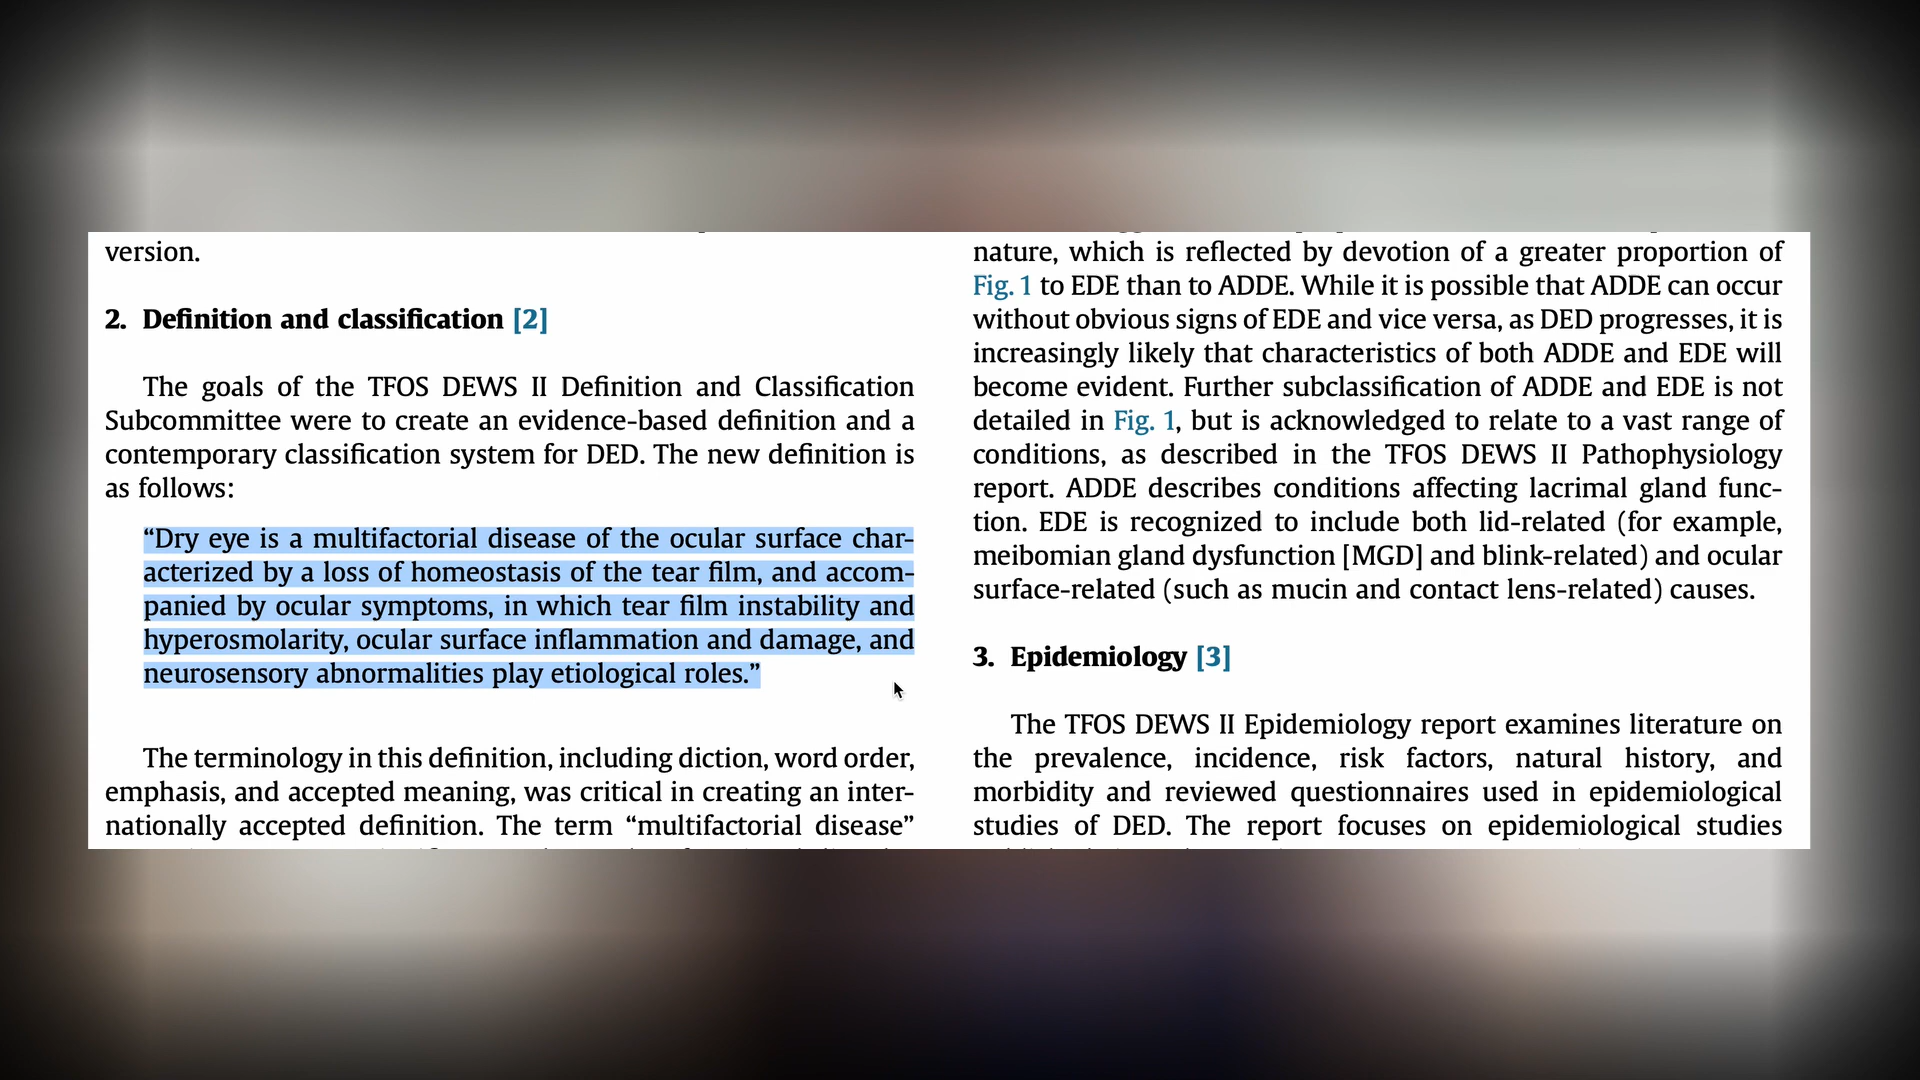 version.
2. Definition and classification [2]
The goals of the TFOS DEWS II Definition and Classification
Subcommittee were to create an evidence-based definition and a
contemporary classification system for DED. The new definition is
as follows:
“Dry eye is a multifactorial disease of the ocular surface char-
acterized by a loss of homeostasis of the tear film, and accom-
panied by ocular symptoms, in which tear film instability and
hyperosmolarity, ocular surface inflammation and damage, and
neurosensory abnormalities play etiological roles.”
The terminology in this definition, including diction, word order,
emphasis, and accepted meaning, was critical in creating an inter-
nationally accepted definition. The term “multifactorial disease”
nature, which is reflected by devotion of a greater proportion of
Fig. 1 to EDE than to ADDE. While it is possible that ADDE can occur
without obvious signs of EDE and vice versa, as DED progresses, it is
increasingly likely that characteristics of both ADDE and EDE will
become evident. Further subclassification of ADDE and EDE is not
detailed in Fig. 1, but is acknowledged to relate to a vast range of
conditions, as described in the TFOS DEWS II Pathophysiology
report. ADDE describes conditions affecting lacrimal gland func-
tion. EDE is recognized to include both lid-related (for example,
meibomian gland dysfunction [MGD] and blink-related) and ocular
surface-related (such as mucin and contact lens-related) causes.
3. Epidemiology [3]
The TFOS DEWS II Epidemiology report examines literature on
the prevalence, incidence, risk factors, natural history, and
morbidity and reviewed questionnaires used in epidemiological
studies of DED. The report focuses on epidemiological studies